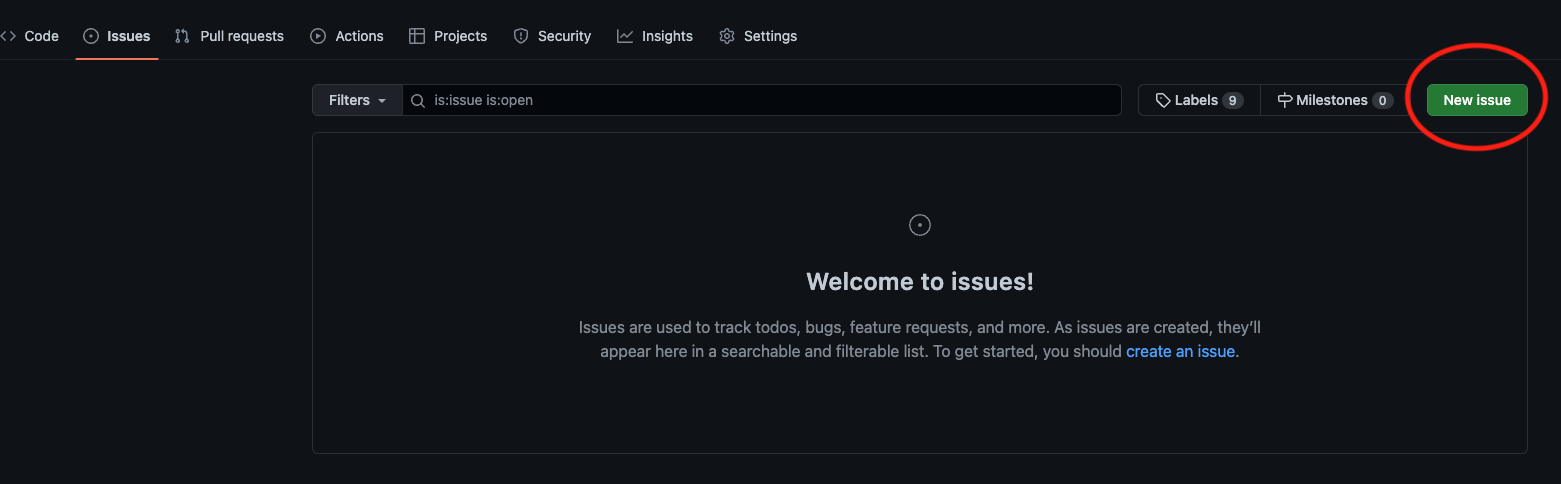 Code Issues Pull requests Actions Projects Security Insights Settings
Filters is:issue is:open Labels 9 Milestones 0 New issue
Welcome to issues!
Issues are used to track todos, bugs, feature requests, and more. As issues are created, they’ll
appear here in a searchable and filterable list. To get started, you should create an issue.